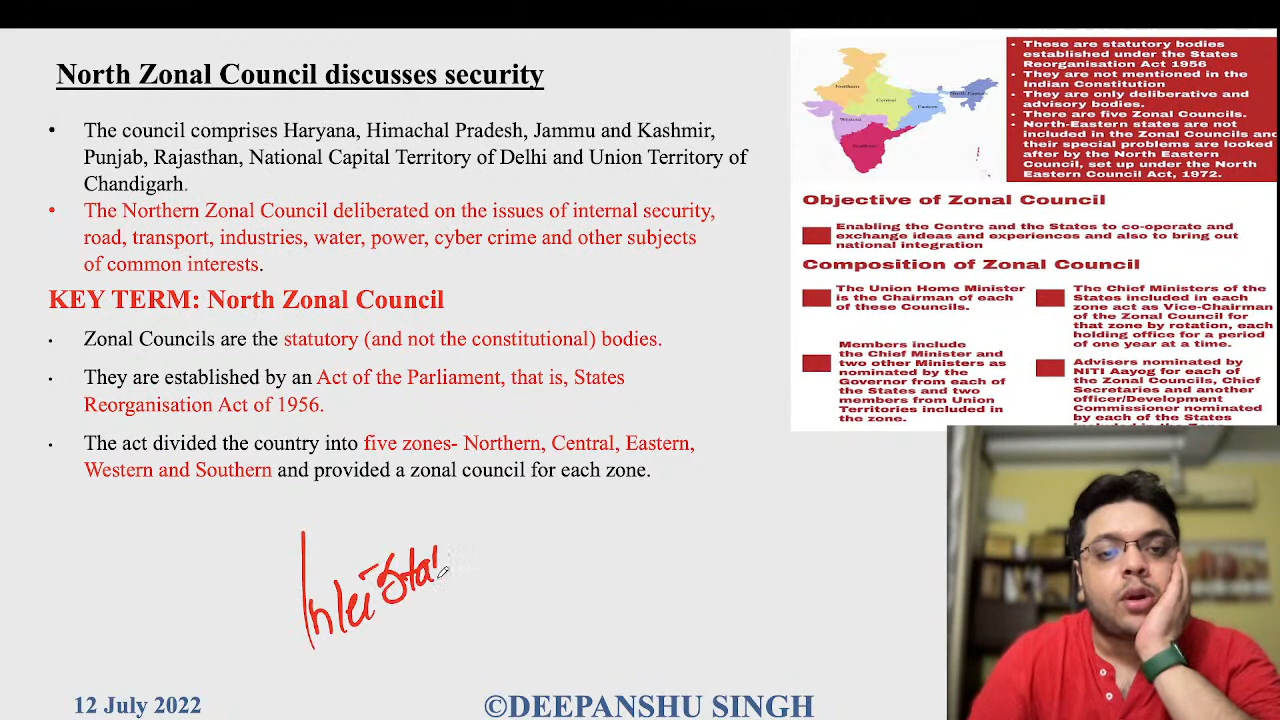 North Zonal Council discusses security
• The council comprises Haryana, Himachal Pradesh, Jammu and Kashmir,
Punjab, Rajasthan, National Capital Territory of Delhi and Union Territory of
Chandigarh.
• The Northern Zonal Council deliberated on the issues of internal security,
road, transport, industries, water, power, cyber crime and other subjects
of common interests.
KEY TERM: North Zonal Council
• Zonal Councils are the statutory (and not the constitutional) bodies.
• They are established by an Act of the Parliament, that is, States
Reorganisation Act of 1956.
• The act divided the country into five zones- Northern, Central, Eastern,
Western and Southern and provided a zonal council for each zone.
12 July 2022
©DEEPANSHU SINGH
Northern
Central
Eastern
Western
Southern
• These are statutory bodies
established under the States
Reorganisation Act 1956
• They are not mentioned in the
Indian Constitution
• They are only deliberative and
advisory bodies.
• There are five Zonal Councils.
• North-Eastern states are not
included in the Zonal Councils and
their special problems are looked
after by the North Eastern
Council, set up under the North
Eastern Council Act, 1972.
Objective of Zonal Council
Enabling the Centre and the States to co-operate and
exchange ideas and experiences and also to bring out
national integration
Composition of Zonal Council
The Union Home Minister
is the Chairman of each
of these Councils.
The Chief Ministers of the
States included in each
zone act as Vice-Chairman
of the Zonal Council for
that zone by rotation, each
holding office for a period
of one year at a time.
Members include
the Chief Minister and
two other Ministers as
nominated by the
Governor from each of
the States and two
members from Union
Territories included in
the zone.
Advisers nominated by
NITI Aayog for each of
the Zonal Councils, Chief
Secretaries and another
officer/Development
Commissioner nominated
by each of the States